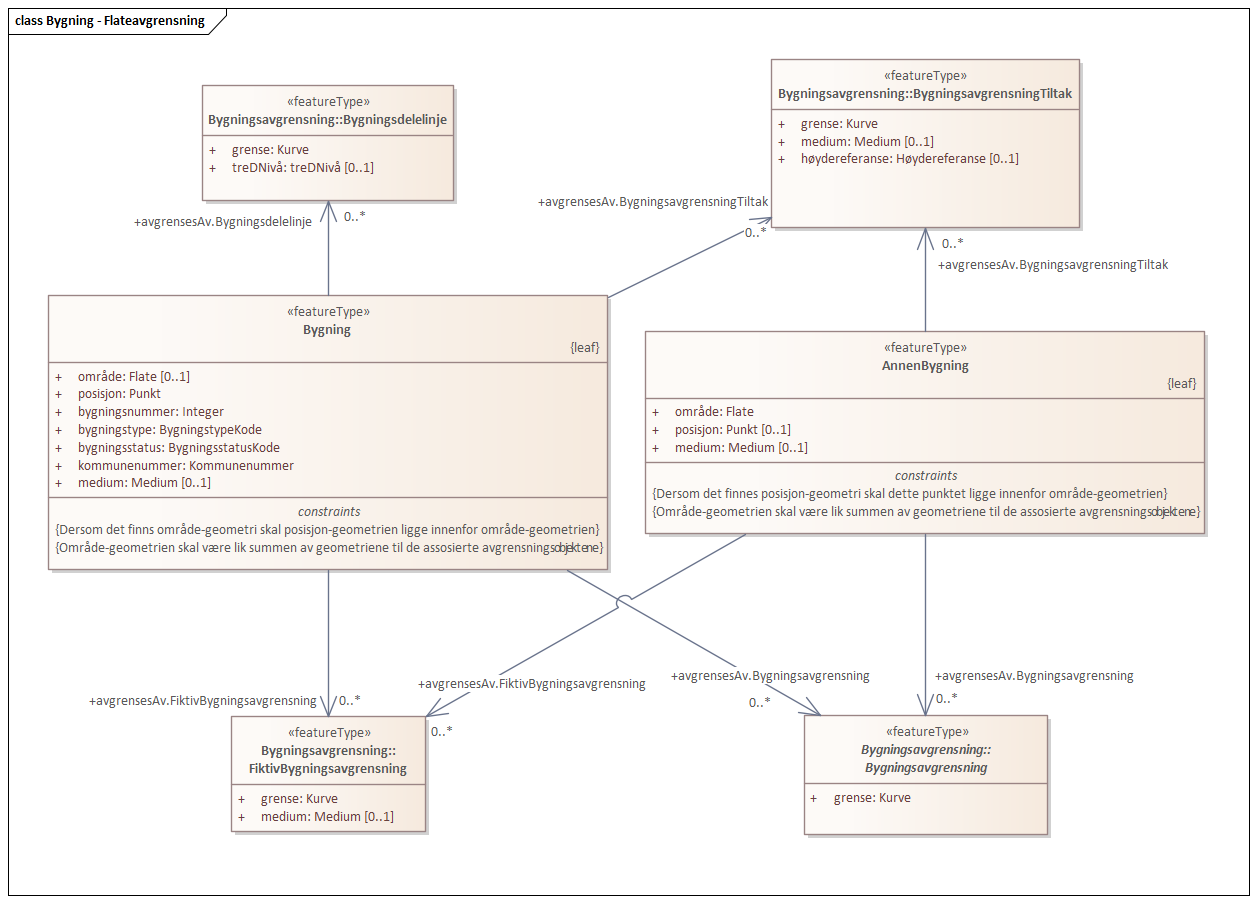 class Bygning - Flateavgrensning
«featureType»
Bygningsavgrensning::Bygningsdelelinje
+ grense: Kurve
+ treDNivå: treDNivå [0..1]
«featureType»
Bygningsavgrensning::BygningsavgrensningTiltak
+ grense: Kurve
+ medium: Medium [0..1]
+ høydereferanse: Høydereferanse [0..1]
+avgrensesAv.Bygningsdelelinje
0..*
+avgrensesAv.BygningsavgrensningTiltak
0..*
0..*
+avgrensesAv.BygningsavgrensningTiltak
«featureType»
Bygning
{leaf}
+ område: Flate [0..1]
+ posisjon: Punkt
+ bygningsnummer: Integer
+ bygningstype: BygningstypeKode
+ bygningsstatus: BygningsstatusKode
+ kommunenummer: Kommunenummer
+ medium: Medium [0..1]
constraints
{Dersom det finns område-geometri skal posisjon-geometrien ligge innenfor område-geometrien}
{Område-geometrien skal være lik summen av geometriene til de assosierte avgrensningsobjektene}
«featureType»
AnnenBygning
{leaf}
+ område: Flate
+ posisjon: Punkt [0..1]
+ medium: Medium [0..1]
constraints
{Dersom det finnes posisjon-geometri skal dette punktet ligge innenfor område-geometrien}
{Område-geometrien skal være lik summen av geometriene til de assosierte avgrensningsobjektene}
+avgrensesAv.FiktivBygningsavgrensning
0..*
+avgrensesAv.FiktivBygningsavgrensning
0..*
+avgrensesAv.Bygningsavgrensning
0..*
+avgrensesAv.Bygningsavgrensning
0..*
«featureType»
Bygningsavgrensning::
FiktivBygningsavgrensning
+ grense: Kurve
+ medium: Medium [0..1]
«featureType»
Bygningsavgrensning::
Bygningsavgrensning
+ grense: Kurve